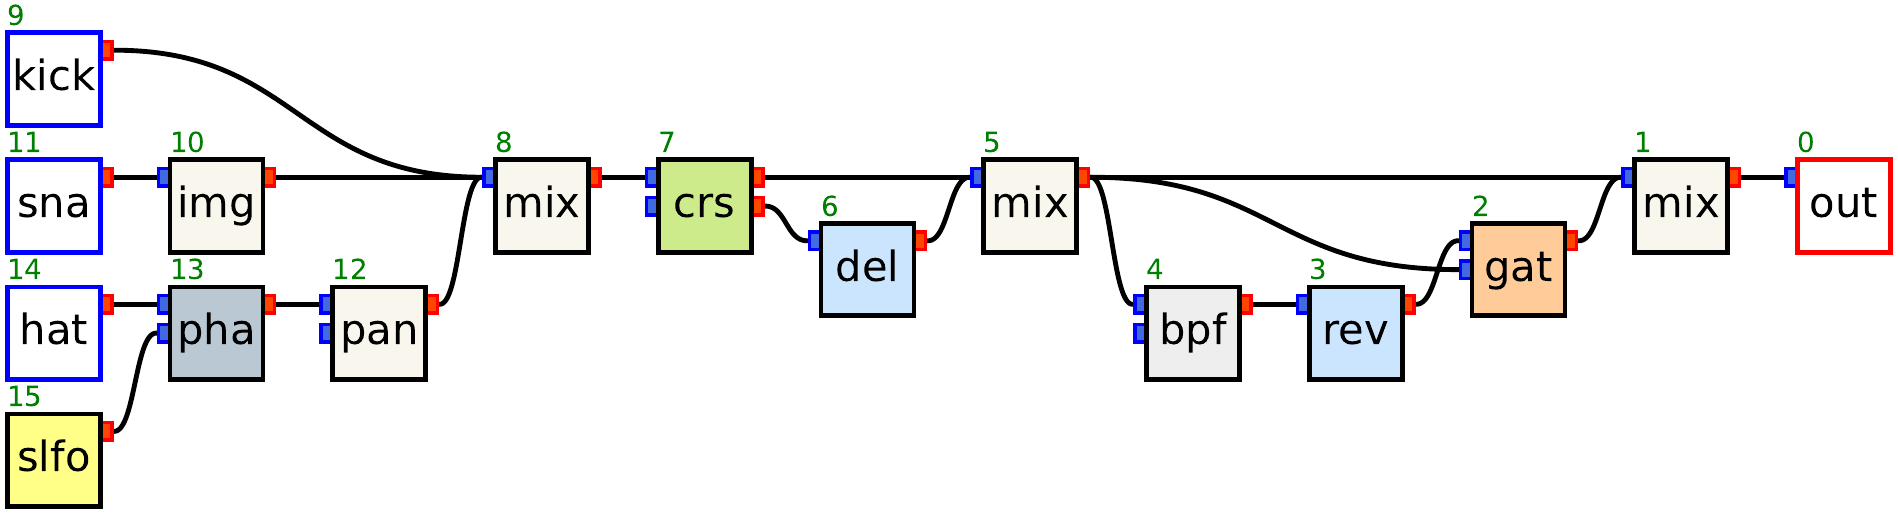 9
kick
11
sna
10
img
8
mix
7
crs
6
del
5
mix
14
hat
13
pha
12
pan
15
slfo
4
bpf
3
rev
2
gat
1
mix
0
out